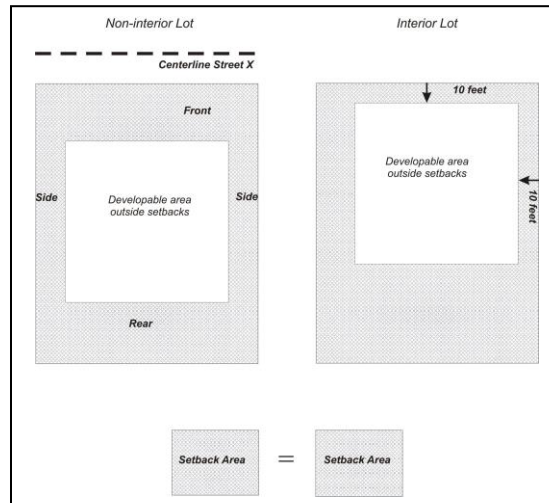 Non-interior Lot
Interior Lot
Centerline Street X
Front
10 feet
Side
Developable area
outside setbacks
Side
Developable area
outside setbacks
10 feet
Rear
Setback Area
=
Setback Area